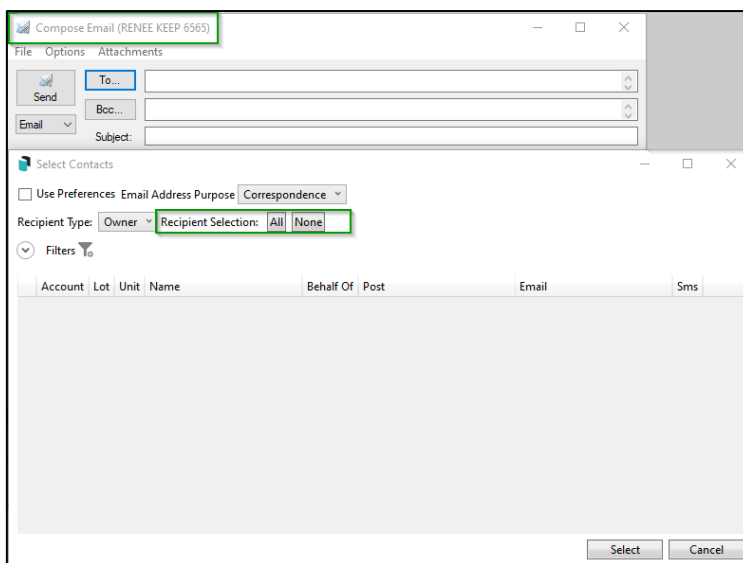 Compose Email (RENEE KEEP 6565)
File Options Attachments
Send
To...
Bcc...
Email
Subject:
Select Contacts
Use Preferences Email Address Purpose Correspondence
Recipient Type: Owner Recipient Selection: All None
Filters
Account Lot Unit Name Behalf Of Post Email Sms
Select Cancel